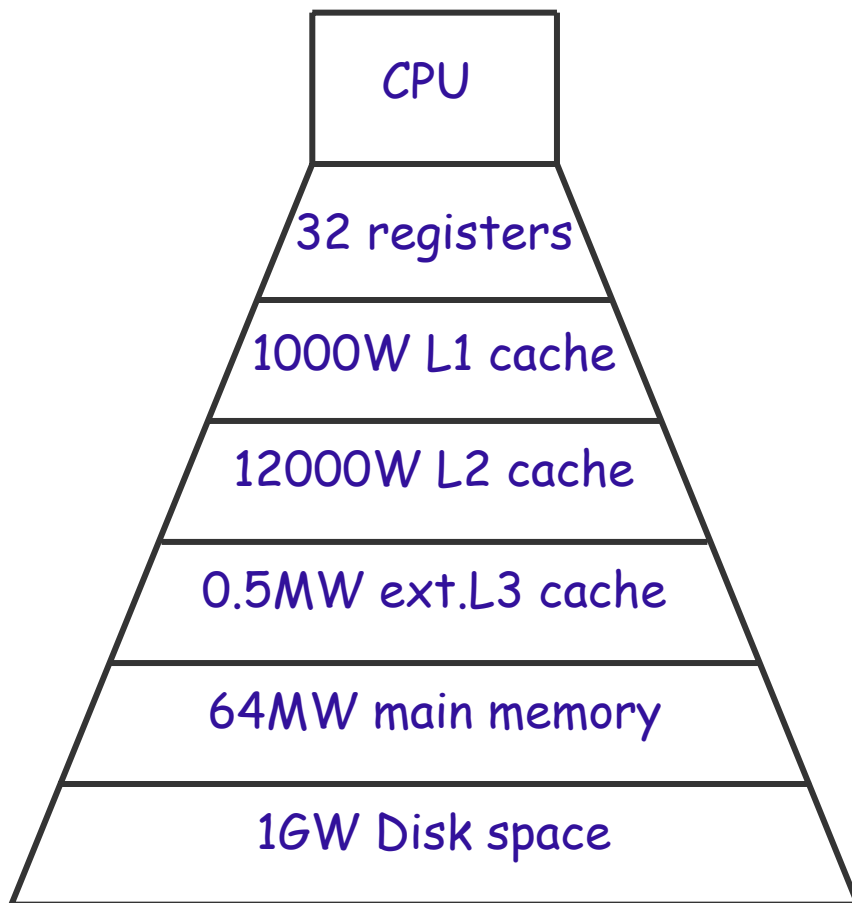 CPU
32 registers
1000W L1 cache
12000W L2 cache
0.5MW ext.L3 cache
64MW main memory
1GW Disk space